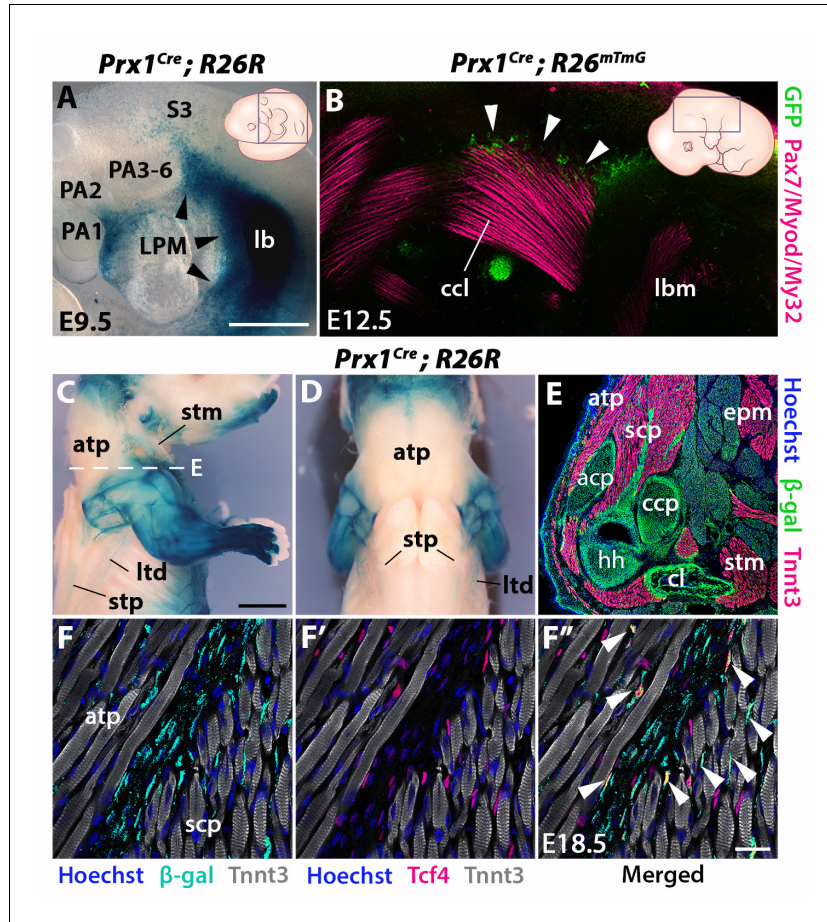 Prx1Cre; R26R
Prx1Cre; R26mTmG
A
S3
PA3-6
PA2
PA1
LPM
lb
E9.5
B
ccl
lbm
E12.5
GFP Pax7/Myod/My32
Prx1Cre; R26R
C
stm
atp
E
ltd
stp
D
atp
stp
ltd
E
atp
scp
epm
acp
ccp
hh
cl
stm
Hoechst β-gal Tnnt3
F
atp
scp
F'
F"
E18.5
Hoechst β-gal Tnnt3
Hoechst Tcf4 Tnnt3
Merged